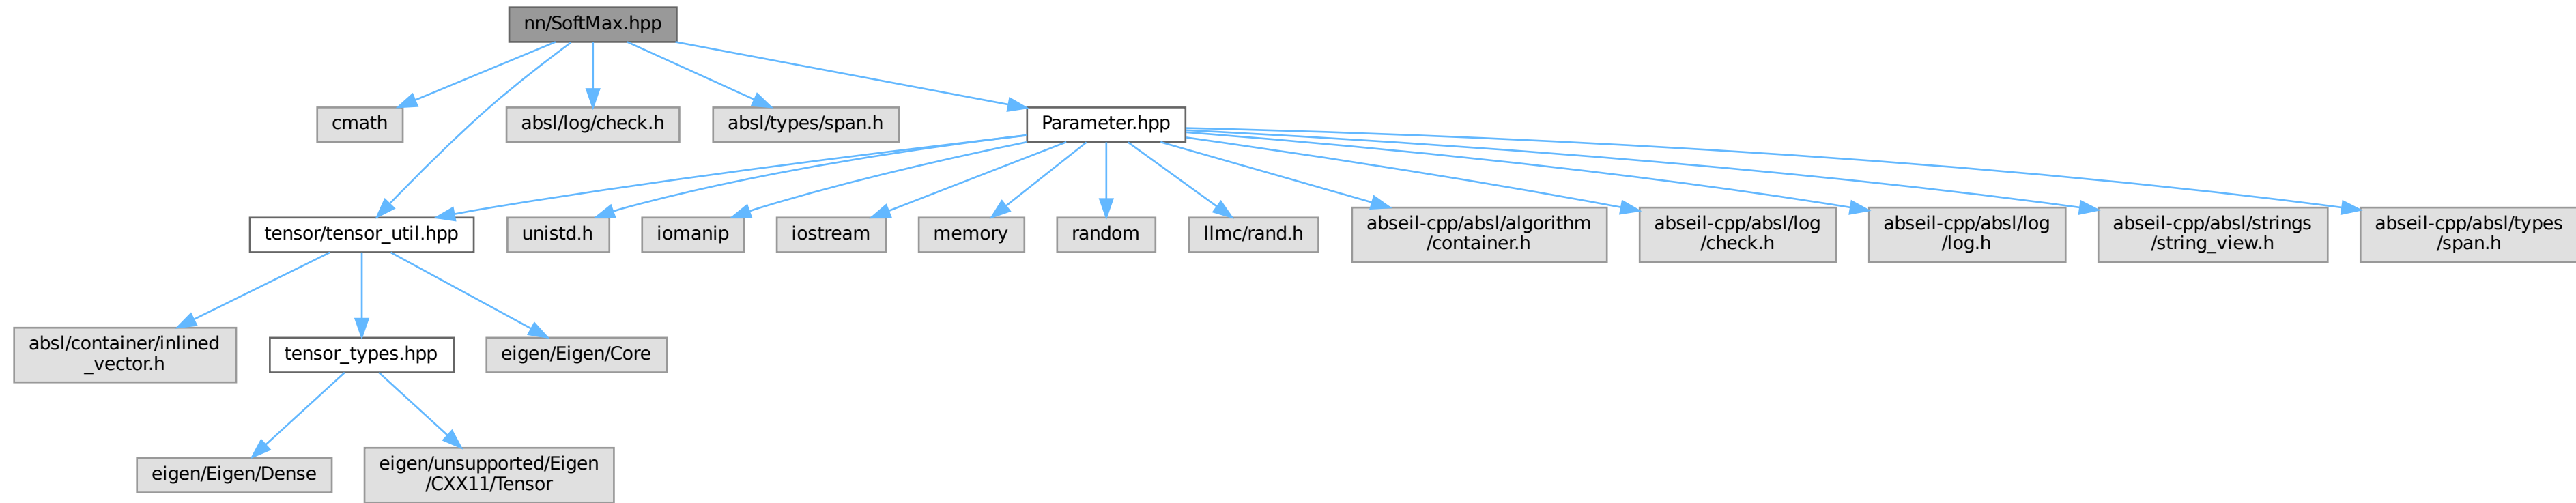 nn/SoftMax.hpp
cmath
absl/log/check.h
absl/types/span.h
Parameter.hpp
tensor/tensor_util.hpp
unistd.h
iomanip
iostream
memory
random
llmc/rand.h
abseil-cpp/absl/algorithm
/container.h
abseil-cpp/absl/log
/check.h
abseil-cpp/absl/log
/log.h
abseil-cpp/absl/strings
/string_view.h
abseil-cpp/absl/types
/span.h
absl/container/inlined
_vector.h
tensor_types.hpp
eigen/Eigen/Core
eigen/Eigen/Dense
eigen/unsupported/Eigen
/CXX11/Tensor